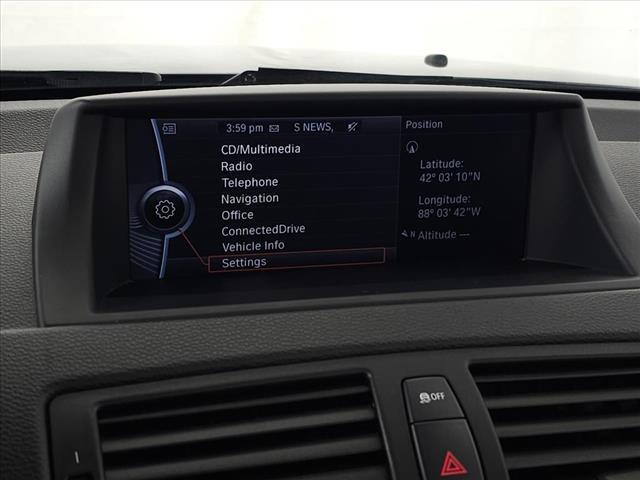 3:59 pm S NEWS,
CD/Multimedia
Radio
Telephone
Navigation
Office
ConnectedDrive
Vehicle Info
Settings
Position
Latitude:
42° 03' 10"N
Longitude:
88° 03' 42"W
N Altitude ---
OFF